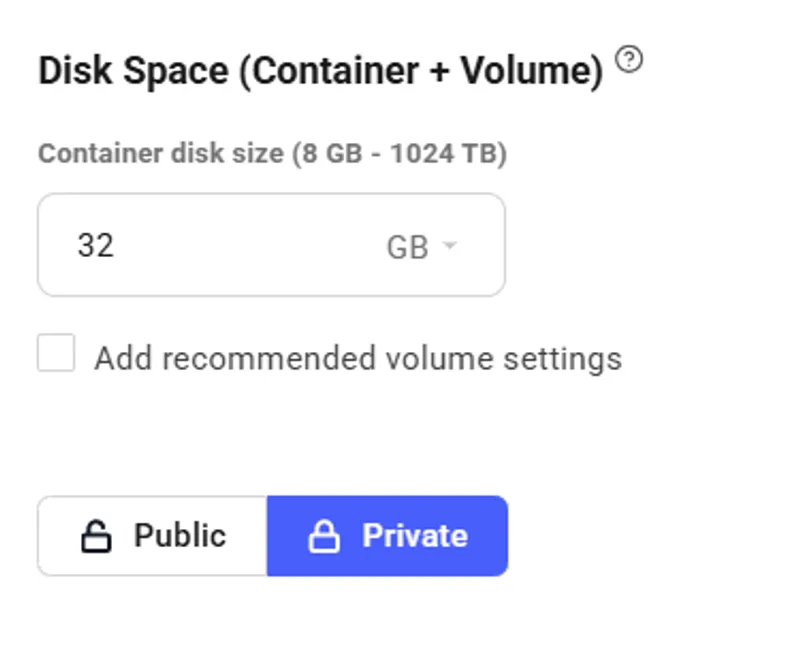 Disk Space (Container + Volume)
Container disk size (8 GB - 1024 TB)
32 GB
Add recommended volume settings
Public Private